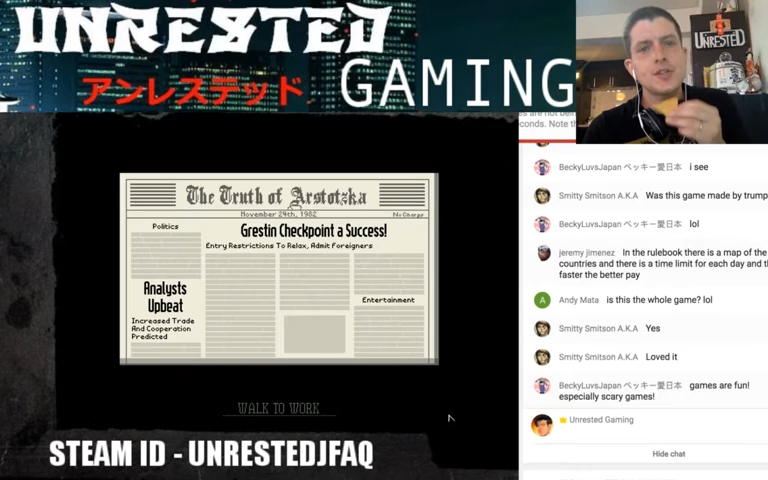 UNRESTED
アンレステッド
GAMING
UNRESTED
The Truth of Arstotzka
November 24th, 1982
No Charge
Politics
Grestin Checkpoint a Success!
Entry Restrictions To Relax, Admit Foreigners
Analysts
Upbeat
Increased Trade
And Cooperation
Predicted
Entertainment
WALK TO WORK
STEAM ID - UNRESTEDJFAQ
conds. Note
BeckyLuvsJapan ベッキー愛日本 i see
Smitty Smitson A.K.A Was this game made by trump
BeckyLuvsJapan ベッキー愛日本 lol
jeremy jimenez In the rulebook there is a map of the
countries and there is a time limit for each day and
faster the better pay
A Andy Mata is this the whole game? lol
Smitty Smitson A.K.A Yes
Smitty Smitson A.K.A Loved it
BeckyLuvsJapan ベッキー愛日本 games are fun!
especially scary games!
Unrested Gaming
Hide chat